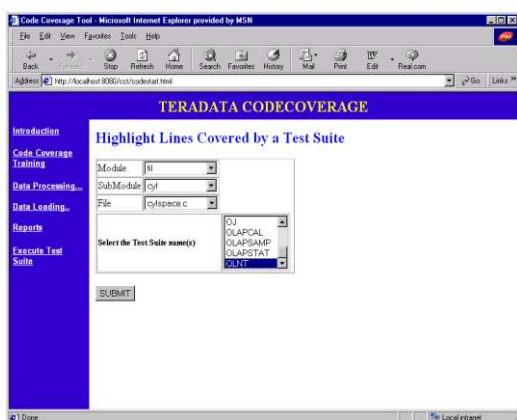 Code Coverage Tool - Microsoft Internet Explorer provided by MSN
File Edit View Favorites Tools Help
Back Forward Stop Refresh Home Search Favorites History Mail Print Edit Real.com
Address http://localhost:8080/cct/codestart.html Go Links »
TERADATA CODECOVERAGE
Introduction
Code Coverage
Training
Data Processing...
Data Loading..
Reports
Execute Test
Suite
Highlight Lines Covered by a Test Suite
Module fil
SubModule cyl
File cylspace.c
Select the Test Suite name(s)
OJ
OLAPCAL
OLAPSAMP
OLAPSTAT
OLNT
SUBMIT
Done Local intranet